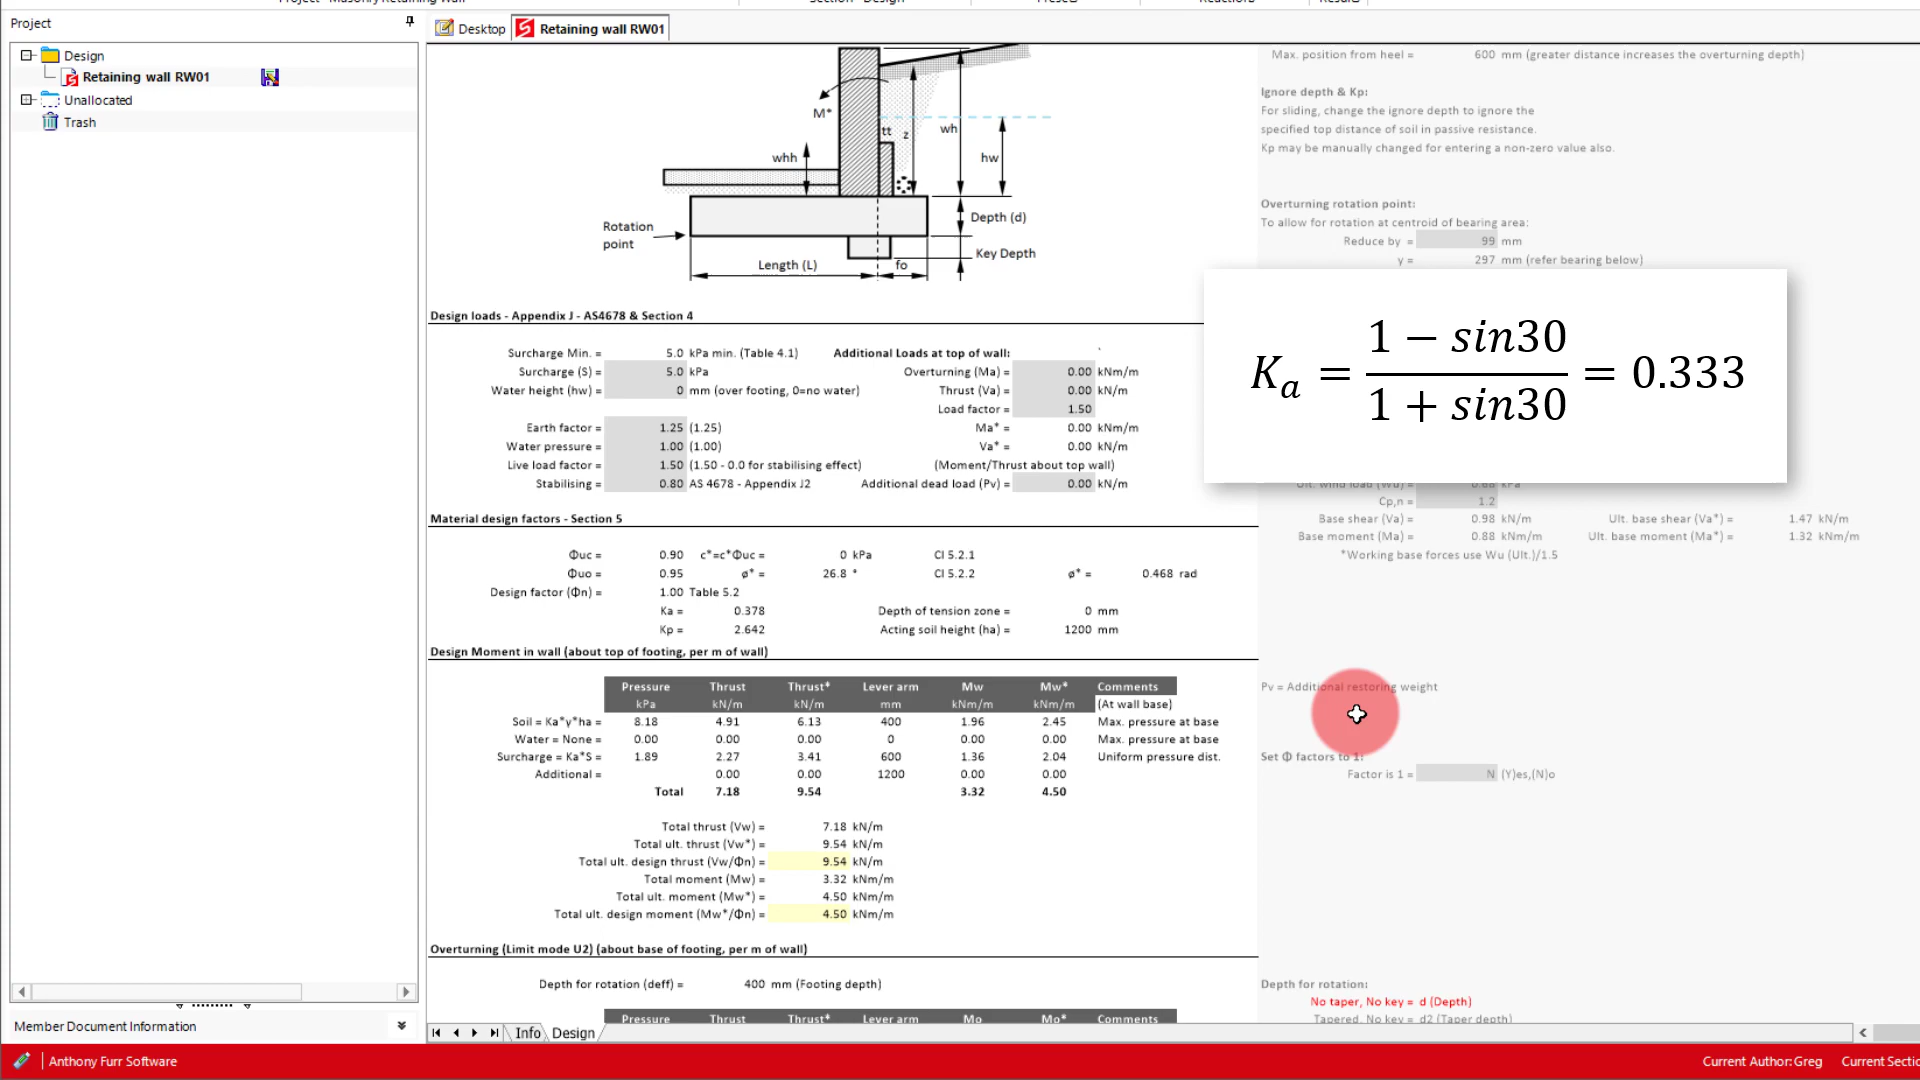 Project - Masonry Retaining Wall
Section - Design
Reactions
Project
Desktop
Retaining wall RW01
Design
Retaining wall RW01
Unallocated
Trash
M*
whh
tt
z
wh
hw
Rotation
point
Depth (d)
Key Depth
Length (L)
fo
Max. position from heel = 600 mm (greater distance increases the overturning depth)
Ignore depth & Kp:
For sliding, change the ignore depth to ignore the
specified top distance of soil in passive resistance.
Kp may be manually changed for entering a non-zero value also.
Overturning rotation point:
To allow for rotation at centroid of bearing area:
Reduce by = 99 mm
y = 297 mm (refer bearing below)
Ka = 1 − sin30 / 1 + sin30 = 0.333
Design loads - Appendix J - AS4678 & Section 4
Surcharge Min. = 5.0 kPa min. (Table 4.1) Additional Loads at top of wall:
Surcharge (S) = 5.0 kPa Overturning (Ma) = 0.00 kNm/m
Water height (hw) = 0 mm (over footing, 0=no water) Thrust (Va) = 0.00 kN/m
Load factor = 1.50
Earth factor = 1.25 (1.25) Ma* = 0.00 kNm/m
Water pressure = 1.00 (1.00) Va* = 0.00 kN/m
Live load factor = 1.50 (1.50 - 0.0 for stabilising effect) (Moment/Thrust about top wall)
Stabilising = 0.80 AS 4678 - Appendix J2 Additional dead load (Pv) = 0.00 kN/m
Ult. wind load (Wu) = 0.68 kPa
Cp,n = 1.2
Base shear (Va) = 0.98 kN/m Ult. base shear (Va*) = 1.47 kN/m
Base moment (Ma) = 0.88 kNm/m Ult. base moment (Ma*) = 1.32 kNm/m
*Working base forces use Wu (Ult.)/1.5
Material design factors - Section 5
Φuc = 0.90 c*=c*Φuc = 0 kPa Cl 5.2.1
Φuo = 0.95 ø* = 26.8 ° Cl 5.2.2 ø* = 0.468 rad
Design factor (Φn) = 1.00 Table 5.2
Ka = 0.378 Depth of tension zone = 0 mm
Kp = 2.642 Acting soil height (ha) = 1200 mm
Design Moment in wall (about top of footing, per m of wall)
Pressure Thrust Thrust* Lever arm Mw Mw* Comments
kPa kN/m kN/m mm kNm/m kNm/m (At wall base)
Soil = Ka*γ*ha = 8.18 4.91 6.13 400 1.96 2.45 Max. pressure at base
Water = None = 0.00 0.00 0.00 0 0.00 0.00 Max. pressure at base
Surcharge = Ka*S = 1.89 2.27 3.41 600 1.36 2.04 Uniform pressure dist.
Additional = 0.00 0.00 1200 0.00 0.00
Total 7.18 9.54 3.32 4.50
Pv = Additional restoring weight
Set Φ factors to 1:
Factor is 1 = N (Y)es,(N)o
Total thrust (Vw) = 7.18 kN/m
Total ult. thrust (Vw*) = 9.54 kN/m
Total ult. design thrust (Vw/Φn) = 9.54 kN/m
Total moment (Mw) = 3.32 kNm/m
Total ult. moment (Mw*) = 4.50 kNm/m
Total ult. design moment (Mw*/Φn) = 4.50 kNm/m
Overturning (Limit mode U2) (about base of footing, per m of wall)
Depth for rotation (deff) = 400 mm (Footing depth)
Depth for rotation:
No taper, No key = d (Depth)
Tapered, No key = d2 (Taper depth)
Pressure Thrust Thrust* Lever arm Mo Mo* Comments
Info
Design
Member Document Information
Anthony Furr Software
Current Author:Greg
Current Sectio